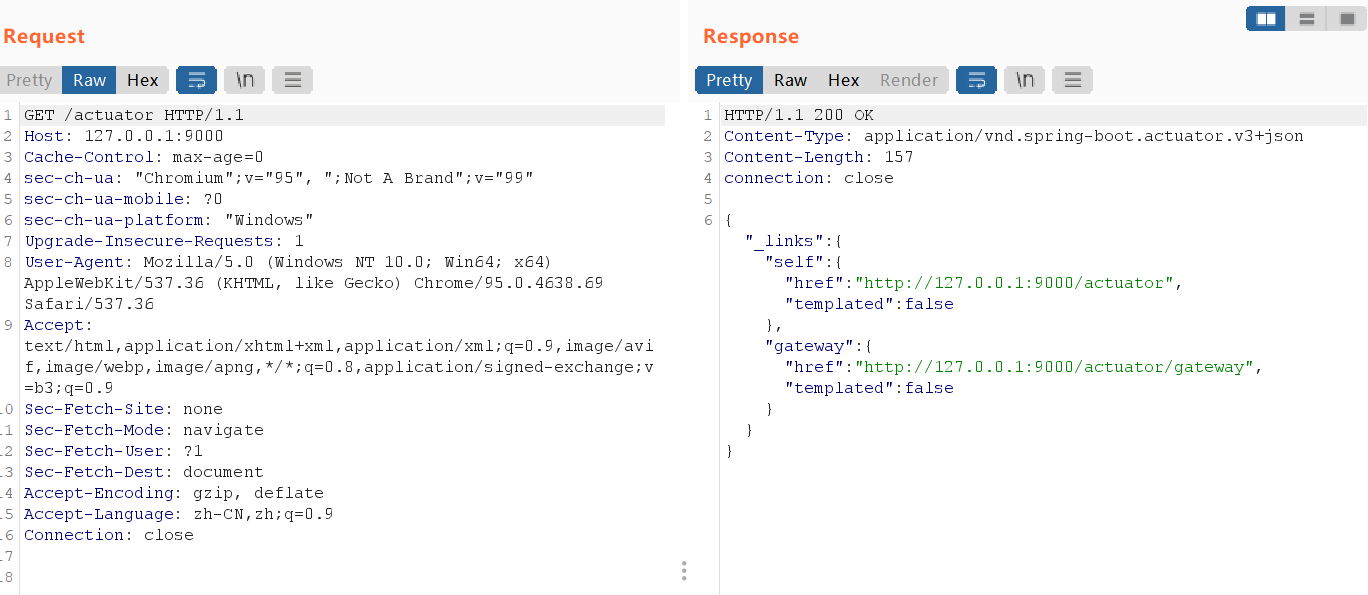 Request
Pretty Raw Hex \n
1 GET /actuator HTTP/1.1
2 Host: 127.0.0.1:9000
3 Cache-Control: max-age=0
4 sec-ch-ua: "Chromium";v="95", ";Not A Brand";v="99"
5 sec-ch-ua-mobile: ?0
6 sec-ch-ua-platform: "Windows"
7 Upgrade-Insecure-Requests: 1
8 User-Agent: Mozilla/5.0 (Windows NT 10.0; Win64; x64)
AppleWebKit/537.36 (KHTML, like Gecko) Chrome/95.0.4638.69
Safari/537.36
9 Accept:
text/html,application/xhtml+xml,application/xml;q=0.9,image/avi
f,image/webp,image/apng,*/*;q=0.8,application/signed-exchange;v
=b3;q=0.9
10 Sec-Fetch-Site: none
11 Sec-Fetch-Mode: navigate
12 Sec-Fetch-User: ?1
13 Sec-Fetch-Dest: document
14 Accept-Encoding: gzip, deflate
15 Accept-Language: zh-CN,zh;q=0.9
16 Connection: close
17
18
Response
Pretty Raw Hex Render \n
1 HTTP/1.1 200 OK
2 Content-Type: application/vnd.spring-boot.actuator.v3+json
3 Content-Length: 157
4 connection: close
5
6 {
"_links":{
"self":{
"href":"http://127.0.0.1:9000/actuator",
"templated":false
},
"gateway":{
"href":"http://127.0.0.1:9000/actuator/gateway",
"templated":false
}
}
}